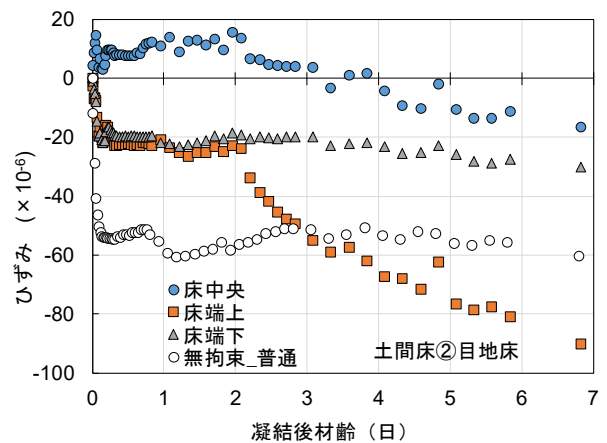 20
0
-20
-40
-60
-80
-100
ひずみ (×10⁻⁶)
床中央
床端上
床端下
無拘束_普通
土間床②目地床
0 1 2 3 4 5 6 7
凝結後材齢（日）